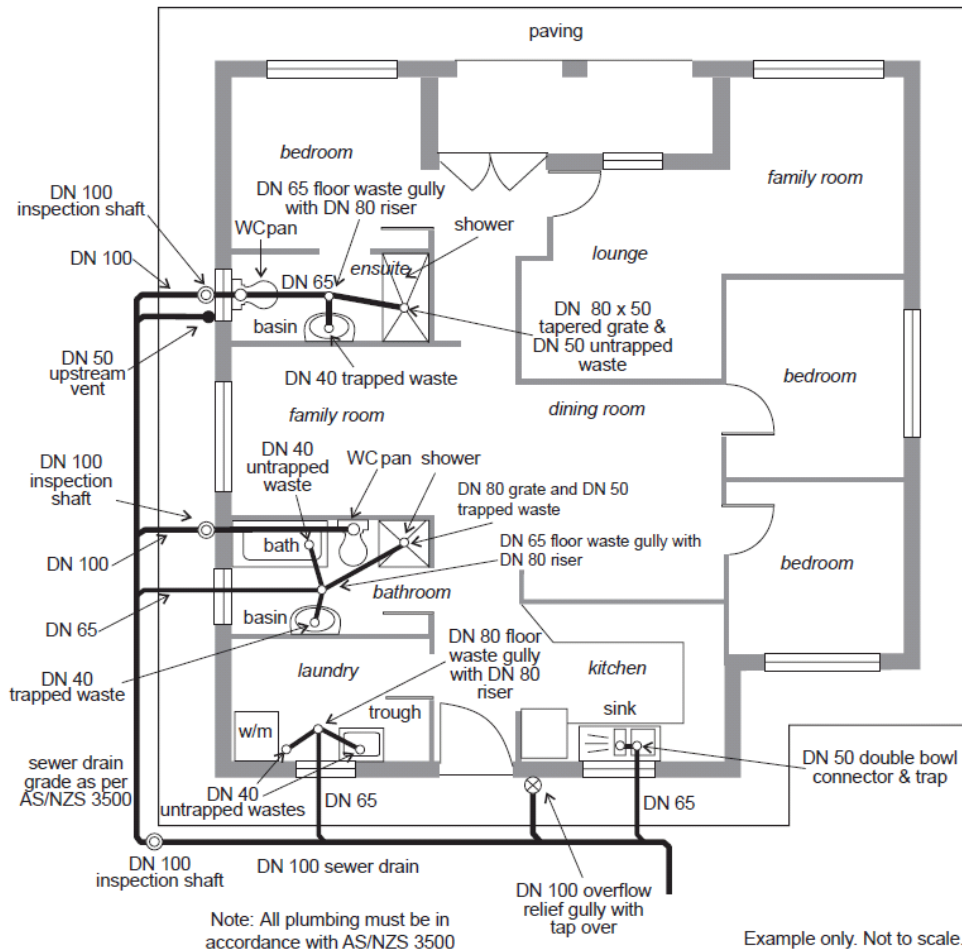 paving
bedroom
family room
DN 65 floor waste gully
with DN 80 riser
DN 100
inspection shaft
WC pan
shower
DN 100
lounge
ensuite
DN 65
basin
DN 80 x 50
tapered grate &
DN 50 untrapped
waste
DN 50
upstream
vent
DN 40 trapped waste
bedroom
family room
dining room
DN 40
untrapped
waste
WC pan
shower
DN 100
inspection
shaft
DN 80 grate and DN 50
trapped waste
bath
DN 65 floor waste gully with
DN 80 riser
DN 100
bedroom
bathroom
basin
DN 65
DN 80 floor
waste gully
with DN 80
riser
DN 40
trapped waste
laundry
kitchen
trough
sink
w/m
DN 50 double bowl
connector & trap
sewer drain
grade as per
AS/NZS 3500
DN 40
untrapped wastes
DN 65
DN 65
DN 100
inspection shaft
DN 100 sewer drain
DN 100 overflow
relief gully with
tap over
Note: All plumbing must be in
accordance with AS/NZS 3500
Example only. Not to scale.